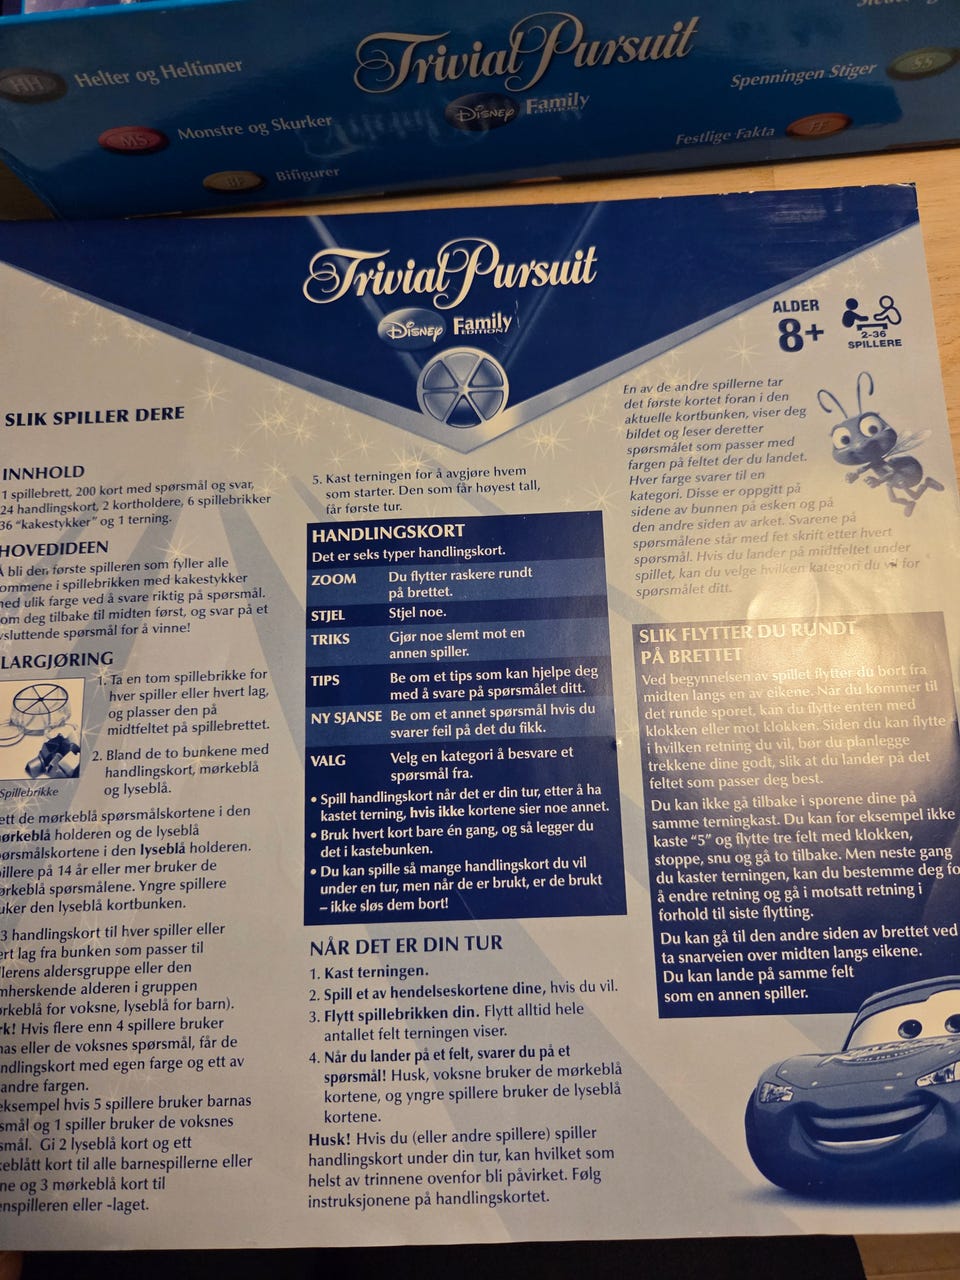 HH Helter og Heltinner
Trivial Pursuit
DISNEY Family
EDITION
Spenningen Stiger SS
MS Monstre og Skurker
Festlige Fakta FF
BF Bifigurer
Trivial Pursuit
DISNEY Family
EDITION
ALDER
8+
2-36
SPILLERE
SLIK SPILLER DERE
INNHOLD
1 spillebrett, 200 kort med spørsmål og svar,
24 handlingskort, 2 kortholdere, 6 spillebrikker
36 "kakestykker" og 1 terning.
HOVEDIDEEN
Å bli den første spilleren som fyller alle
ommene i spillebrikken med kakestykker
med ulik farge ved å svare riktig på spørsmål.
om deg tilbake til midten først, og svar på et
vsluttende spørsmål for å vinne!
LARGJØRING
1. Ta en tom spillebrikke for
hver spiller eller hvert lag,
og plasser den på
midtfeltet på spillebrettet.
2. Bland de to bunkene med
handlingskort, mørkeblå
og lyseblå.
Spillebrikke
ett de mørkeblå spørsmålskortene i den
mørkeblå holderen og de lyseblå
ørsmålskortene i den lyseblå holderen.
illere på 14 år eller mer bruker de
ørkeblå spørsmålene. Yngre spillere
uker den lyseblå kortbunken.
3 handlingskort til hver spiller eller
ert lag fra bunken som passer til
llerens aldersgruppe eller den
mherskende alderen i gruppen
ørkeblå for voksne, lyseblå for barn).
rk! Hvis flere enn 4 spillere bruker
nas eller de voksnes spørsmål, får de
ndlingskort med egen farge og ett av
andre fargen.
eksempel hvis 5 spillere bruker barnas
smål og 1 spiller bruker de voksnes
smål. Gi 2 lyseblå kort og ett
keblått kort til alle barnespillerne eller
ne og 3 mørkeblå kort til
enspilleren eller -laget.
5. Kast terningen for å avgjøre hvem
som starter. Den som får høyest tall,
får første tur.
HANDLINGSKORT
Det er seks typer handlingskort.
ZOOM Du flytter raskere rundt
på brettet.
STJEL Stjel noe.
TRIKS Gjør noe slemt mot en
annen spiller.
TIPS Be om et tips som kan hjelpe deg
med å svare på spørsmålet ditt.
NY SJANSE Be om et annet spørsmål hvis du
svarer feil på det du fikk.
VALG Velg en kategori å besvare et
spørsmål fra.
• Spill handlingskort når det er din tur, etter å ha
kastet terning, hvis ikke kortene sier noe annet.
• Bruk hvert kort bare én gang, og så legger du
det i kastebunken.
• Du kan spille så mange handlingskort du vil
under en tur, men når de er brukt, er de brukt
– ikke sløs dem bort!
NÅR DET ER DIN TUR
1. Kast terningen.
2. Spill et av hendelseskortene dine, hvis du vil.
3. Flytt spillebrikken din. Flytt alltid hele
antallet felt terningen viser.
4. Når du lander på et felt, svarer du på et
spørsmål! Husk, voksne bruker de mørkeblå
kortene, og yngre spillere bruker de lyseblå
kortene.
Husk! Hvis du (eller andre spillere) spiller
handlingskort under din tur, kan hvilket som
helst av trinnene ovenfor bli påvirket. Følg
instruksjonene på handlingskortet.
En av de andre spillerne tar
det første kortet foran i den
aktuelle kortbunken, viser deg
bildet og leser deretter
spørsmålet som passer med
fargen på feltet der du landet.
Hver farge svarer til en
kategori. Disse er oppgitt på
sidene av bunnen på esken og på
den andre siden av arket. Svarene på
spørsmålene står med fet skrift etter hvert
spørsmål. Hvis du lander på midtfeltet under
spillet, kan du velge hvilken kategori du vil for
spørsmålet ditt.
SLIK FLYTTER DU RUNDT
PÅ BRETTET
Ved begynnelsen av spillet flytter du bort fra
midten langs en av eikene. Når du kommer til
det runde sporet, kan du flytte enten med
klokken eller mot klokken. Siden du kan flytte
i hvilken retning du vil, bør du planlegge
trekkene dine godt, slik at du lander på det
feltet som passer deg best.
Du kan ikke gå tilbake i sporene dine på
samme terningkast. Du kan for eksempel ikke
kaste "5" og flytte tre felt med klokken,
stoppe, snu og gå to tilbake. Men neste gang
du kaster terningen, kan du bestemme deg fo
å endre retning og gå i motsatt retning i
forhold til siste flytting.
Du kan gå til den andre siden av brettet ved
ta snarveien over midten langs eikene.
Du kan lande på samme felt
som en annen spiller.